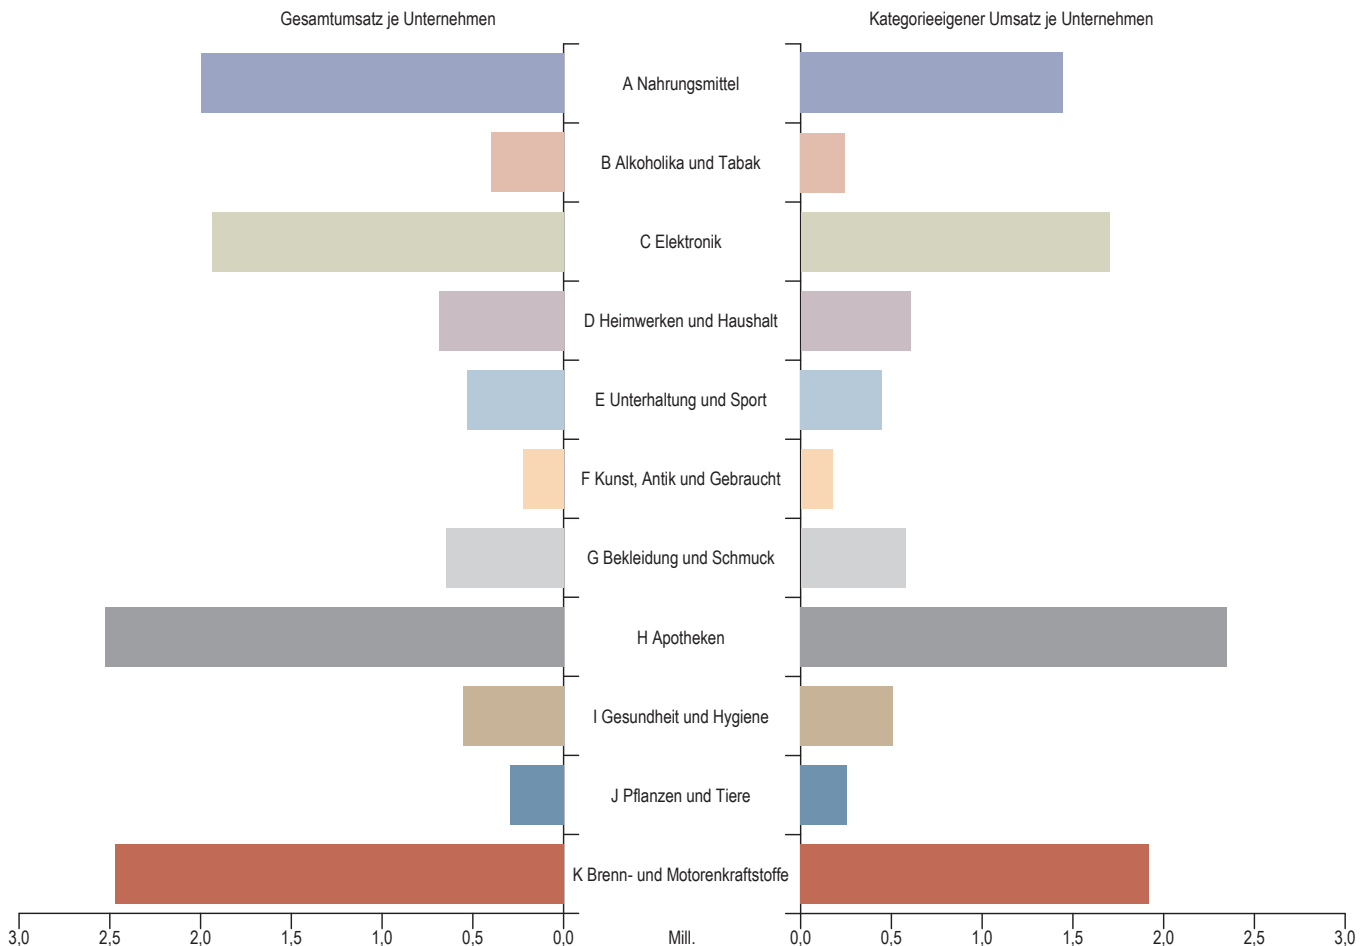 Gesamtumsatz je Unternehmen
Kategorieeigener Umsatz je Unternehmen
A Nahrungsmittel
B Alkoholika und Tabak
C Elektronik
D Heimwerken und Haushalt
E Unterhaltung und Sport
F Kunst, Antik und Gebraucht
G Bekleidung und Schmuck
H Apotheken
I Gesundheit und Hygiene
J Pflanzen und Tiere
K Brenn- und Motorenkraftstoffe
3,0 2,5 2,0 1,5 1,0 0,5 0,0 Mill. 0,0 0,5 1,0 1,5 2,0 2,5 3,0